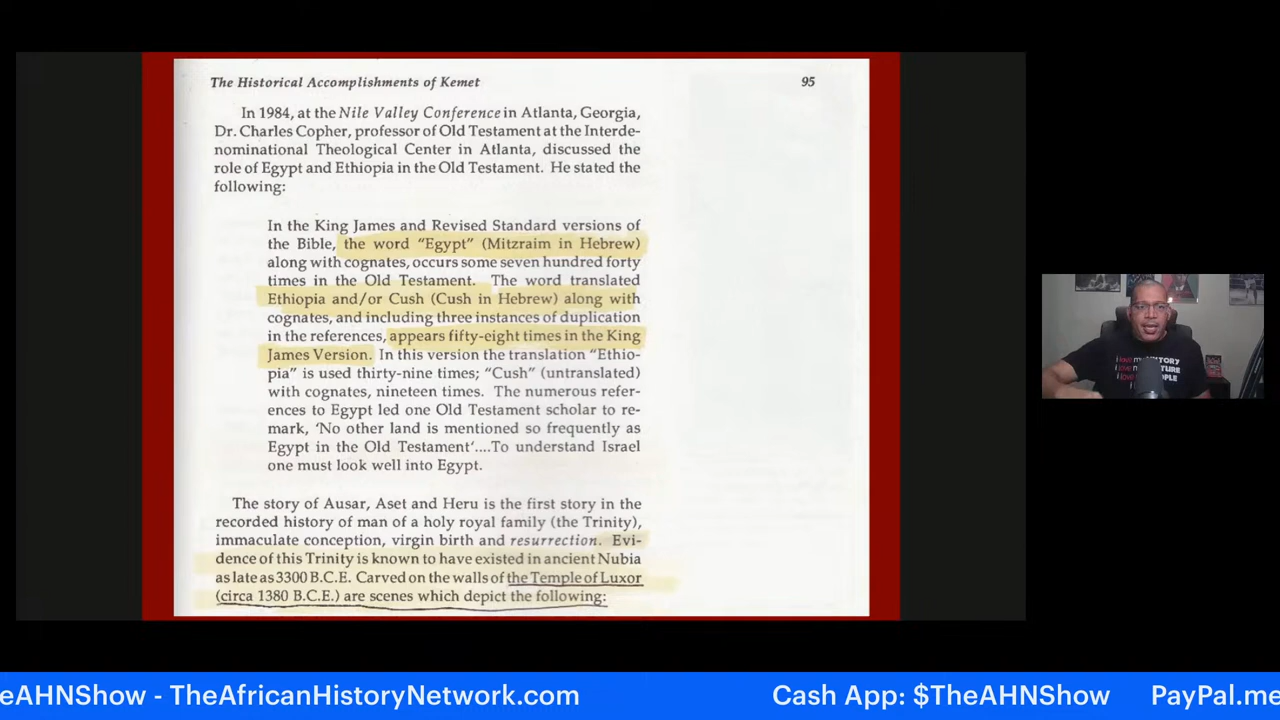 The Historical Accomplishments of Kemet 95
In 1984, at the Nile Valley Conference in Atlanta, Georgia,
Dr. Charles Copher, professor of Old Testament at the Interde-
nominational Theological Center in Atlanta, discussed the
role of Egypt and Ethiopia in the Old Testament. He stated the
following:
In the King James and Revised Standard versions of
the Bible, the word "Egypt" (Mitzraim in Hebrew)
along with cognates, occurs some seven hundred forty
times in the Old Testament. The word translated
Ethiopia and/or Cush (Cush in Hebrew) along with
cognates, and including three instances of duplication
in the references, appears fifty-eight times in the King
James Version. In this version the translation "Ethio-
pia" is used thirty-nine times; "Cush" (untranslated)
with cognates, nineteen times. The numerous refer-
ences to Egypt led one Old Testament scholar to re-
mark, 'No other land is mentioned so frequently as
Egypt in the Old Testament'....To understand Israel
one must look well into Egypt.
The story of Ausar, Aset and Heru is the first story in the
recorded history of man of a holy royal family (the Trinity),
immaculate conception, virgin birth and resurrection. Evi-
dence of this Trinity is known to have existed in ancient Nubia
as late as 3300 B.C.E. Carved on the walls of the Temple of Luxor
(circa 1380 B.C.E.) are scenes which depict the following:
eAHNShow - TheAfricanHistoryNetwork.com Cash App: $TheAHNShow PayPal.me